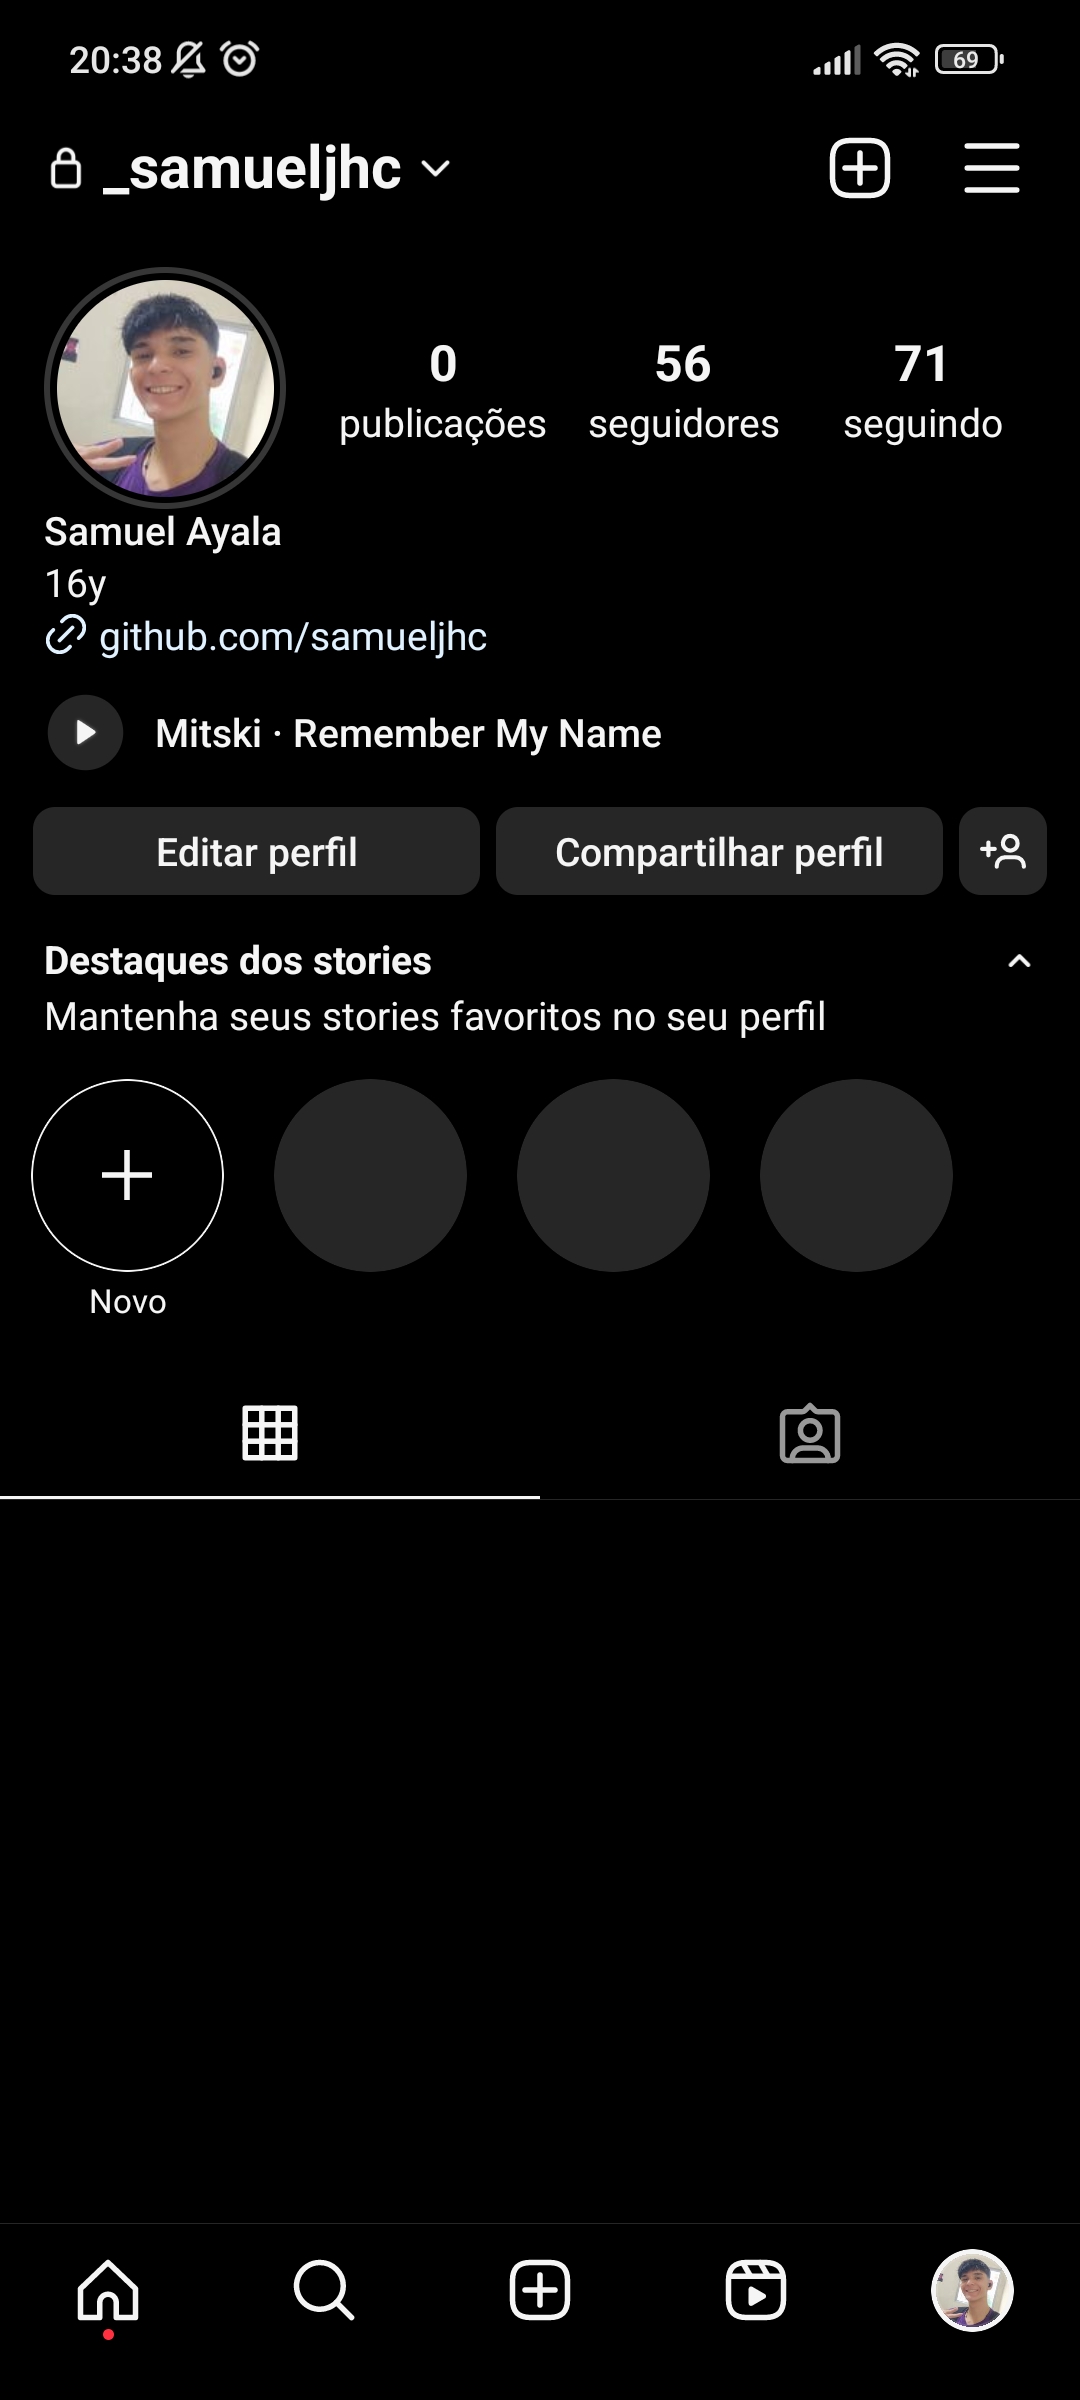 20:38
69
_samueljhc
0 56 71
publicações seguidores seguindo
Samuel Ayala
16y
github.com/samueljhc
Mitski · Remember My Name
Editar perfil Compartilhar perfil
Destaques dos stories
Mantenha seus stories favoritos no seu perfil
Novo